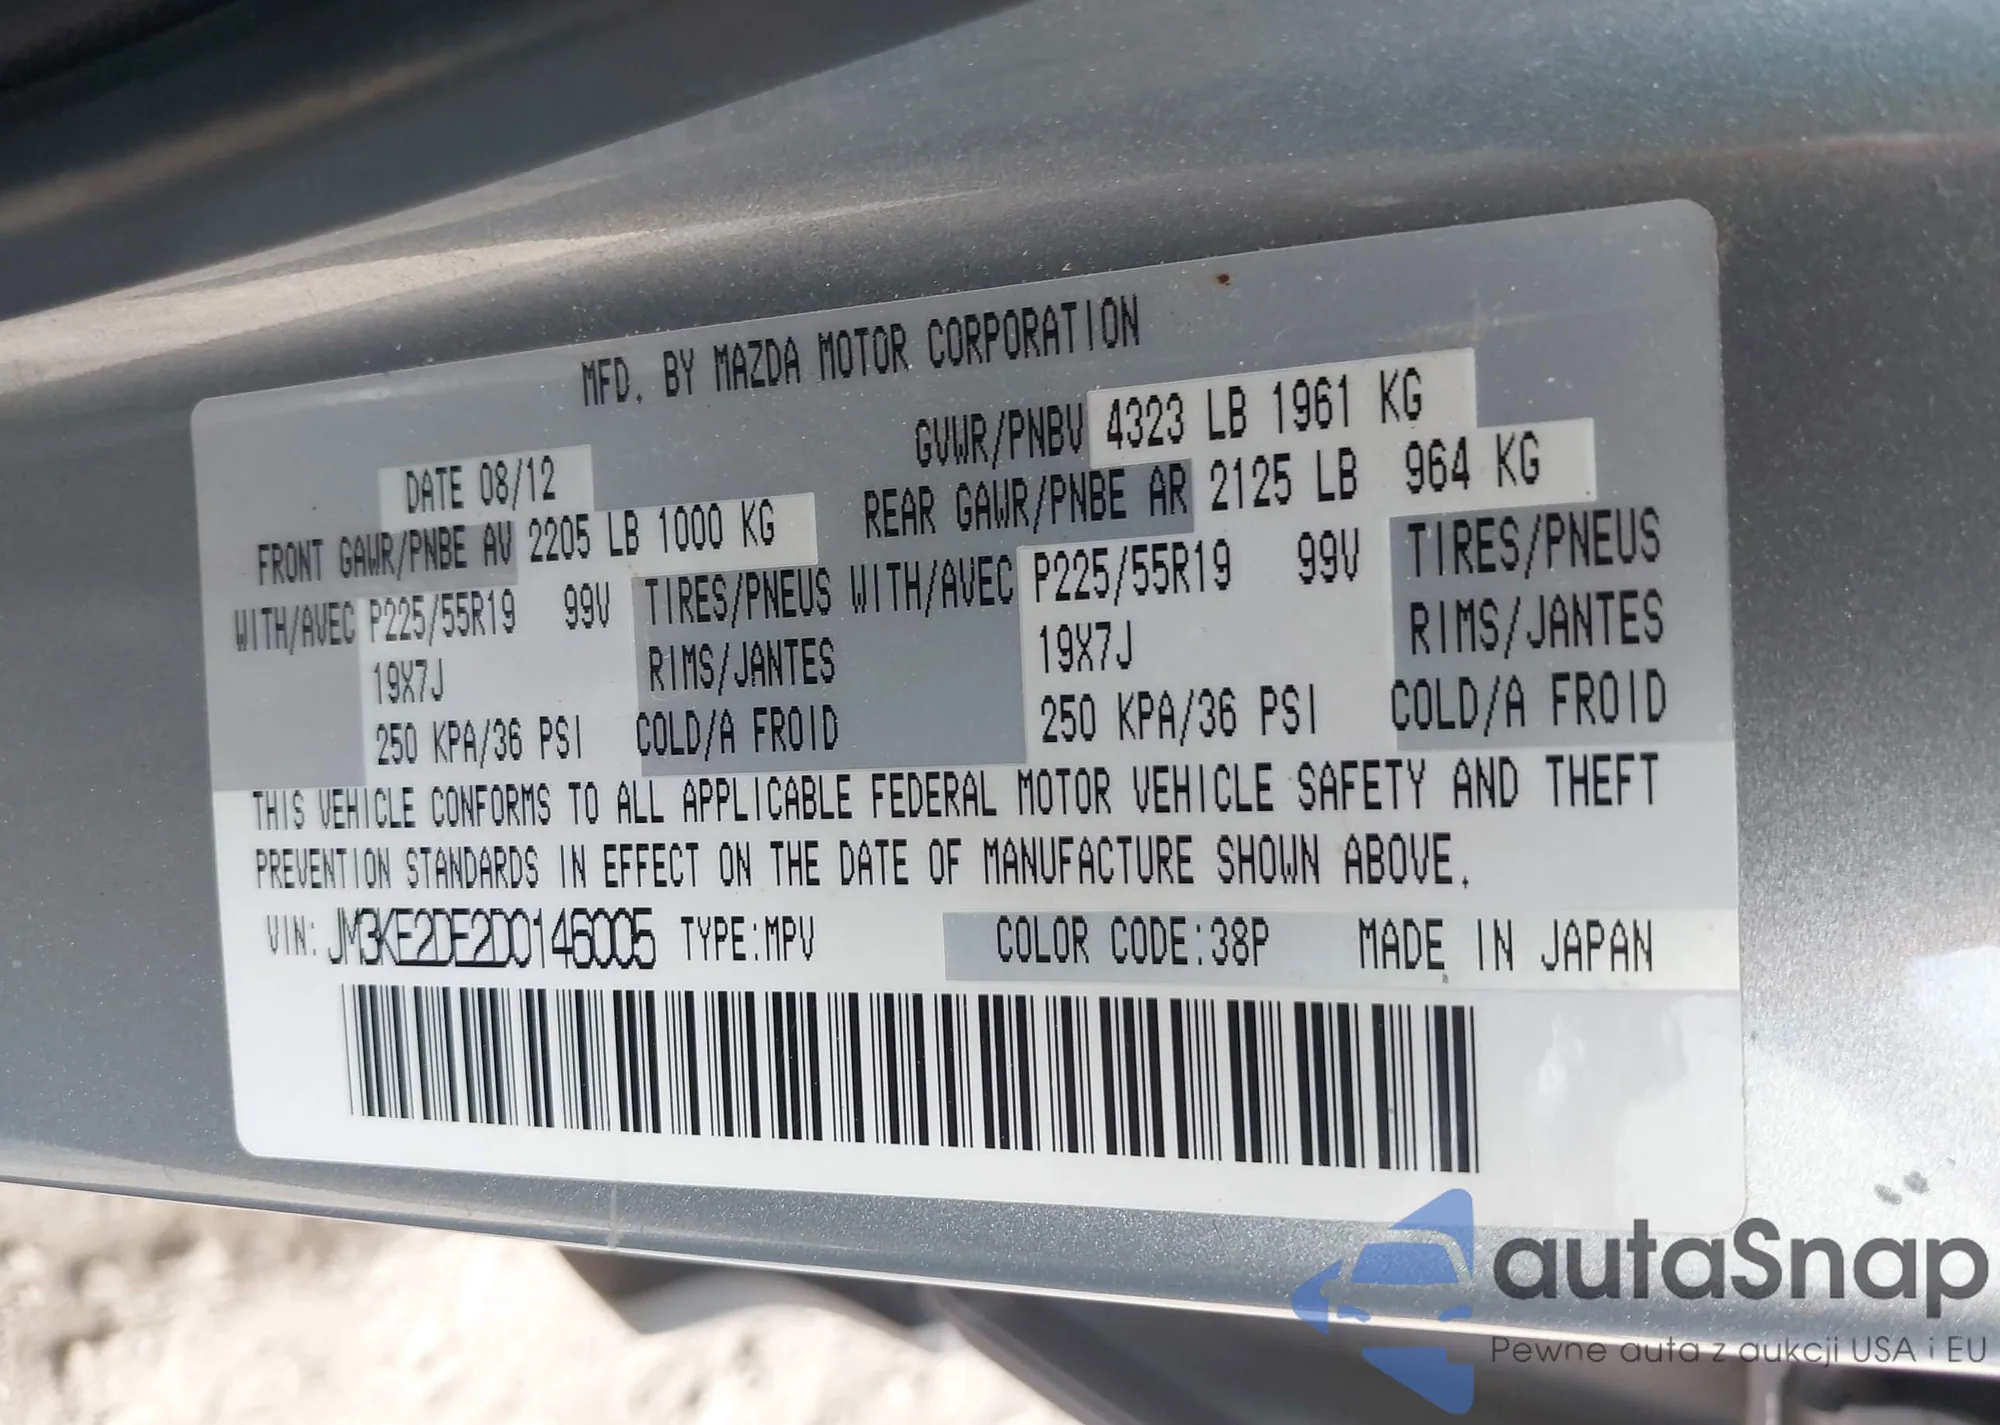 MFD. BY MAZDA MOTOR CORPORATION
DATE 08/12 GVWR/PNBV 4323 LB 1961 KG
FRONT GAWR/PNBE AV 2205 LB 1000 KG REAR GAWR/PNBE AR 2125 LB 964 KG
WITH/AVEC P225/55R19 99V TIRES/PNEUS WITH/AVEC P225/55R19 99V TIRES/PNEUS
19X7J RIMS/JANTES 19X7J RIMS/JANTES
250 KPA/36 PSI COLD/A FROID 250 KPA/36 PSI COLD/A FROID
THIS VEHICLE CONFORMS TO ALL APPLICABLE FEDERAL MOTOR VEHICLE SAFETY AND THEFT
PREVENTION STANDARDS IN EFFECT ON THE DATE OF MANUFACTURE SHOWN ABOVE.
VIN: JM3KE2DE2D0146005 TYPE:MPV COLOR CODE:38P MADE IN JAPAN
autaSnap
Pewne auta z aukcji USA i EU